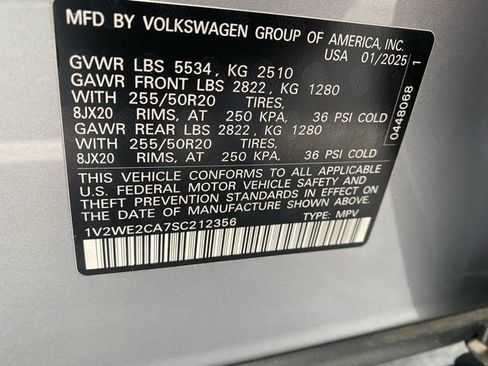 MFD BY VOLKSWAGEN GROUP OF AMERICA, INC.
USA 01/2025
GVWR LBS 5534, KG 2510
GAWR FRONT LBS 2822, KG 1280
WITH 255/50R20 TIRES,
8JX20 RIMS, AT 250 KPA, 36 PSI COLD
GAWR REAR LBS 2822, KG 1280
WITH 255/50R20 TIRES,
8JX20 RIMS, AT 250 KPA, 36 PSI COLD
THIS VEHICLE CONFORMS TO ALL APPLICABLE
U.S. FEDERAL MOTOR VEHICLE SAFETY AND
THEFT PREVENTION STANDARDS IN EFFECT ON
THE DATE OF MANUFACTURE SHOWN ABOVE.
1V2WE2CA7SC212356 TYPE: MPV
0448068 1